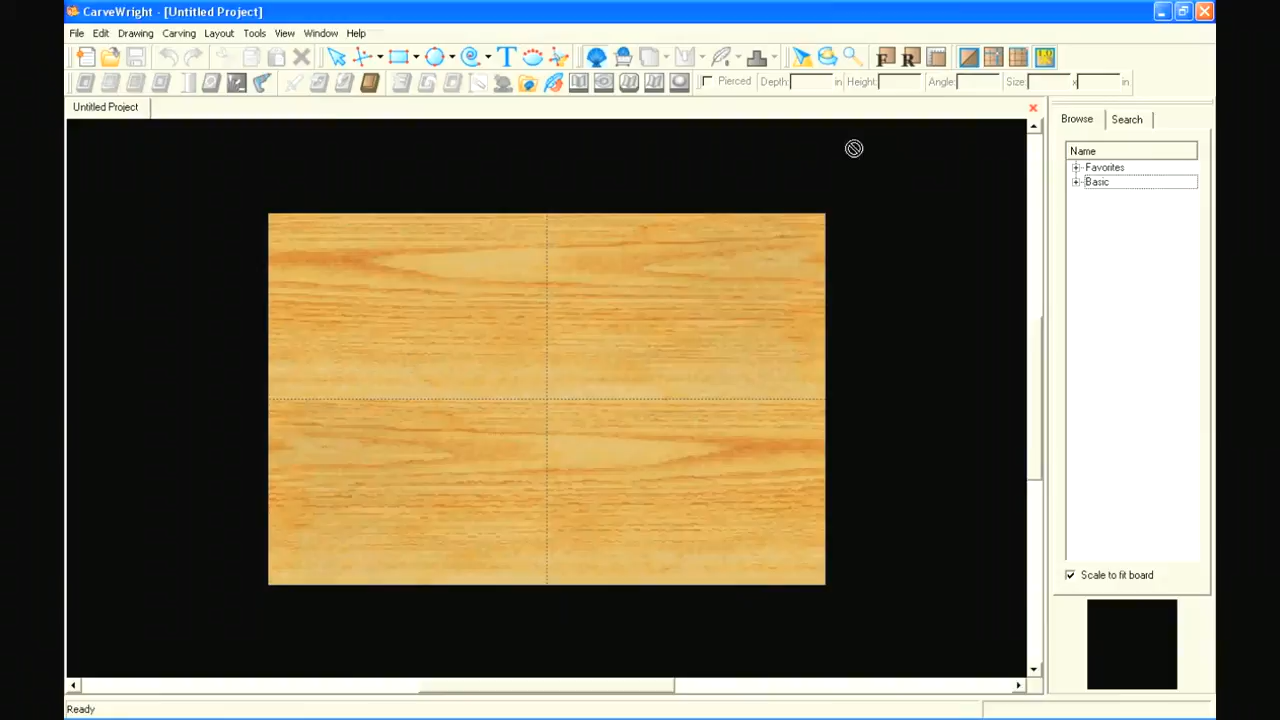 CarveWright - [Untitled Project]
File Edit Drawing Carving Layout Tools View Window Help
T F R
Pierced Depth: in Height: Angle: Size: x in
Untitled Project
Browse Search
Name
Favorites
Basic
Scale to fit board
Ready